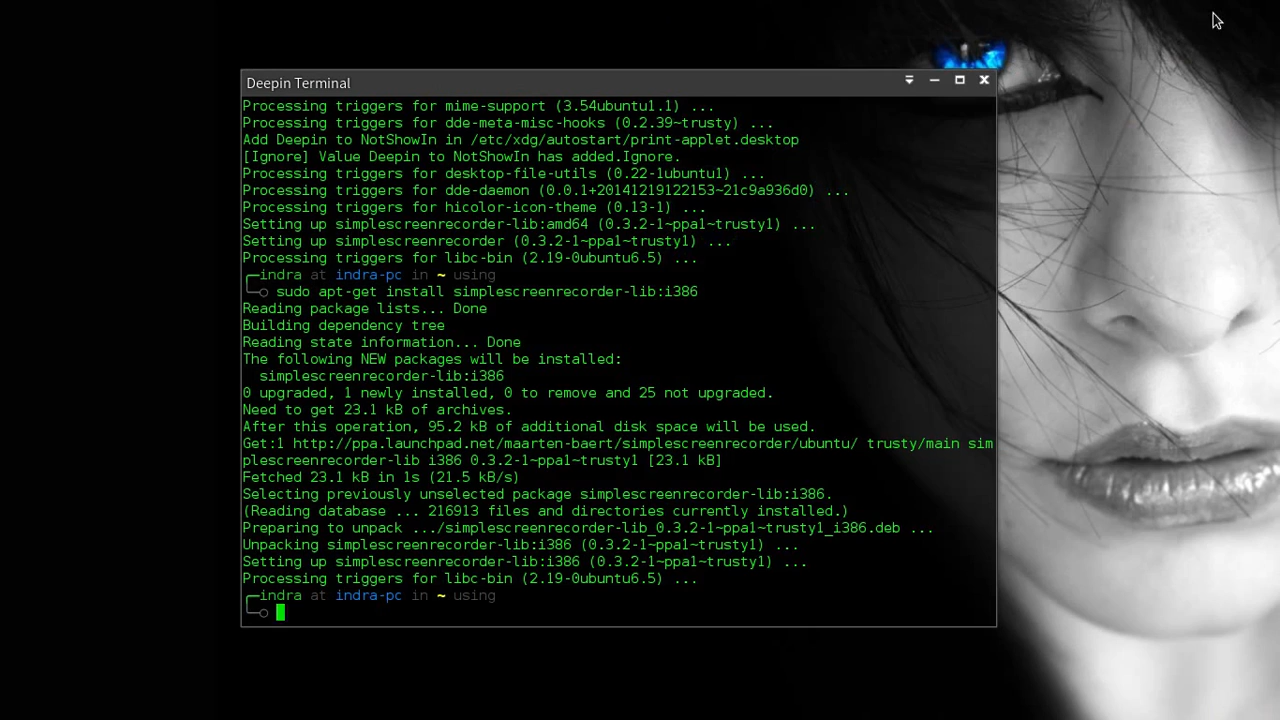 Deepin Terminal
Processing triggers for mime-support (3.54ubuntu1.1) ...
Processing triggers for dde-meta-misc-hooks (0.2.39~trusty) ...
Add Deepin to NotShowIn in /etc/xdg/autostart/print-applet.desktop
[Ignore] Value Deepin to NotShowIn has added.Ignore.
Processing triggers for desktop-file-utils (0.22-1ubuntu1) ...
Processing triggers for dde-daemon (0.0.1+20141219122153~21c9a936d0) ...
Processing triggers for hicolor-icon-theme (0.13-1) ...
Setting up simplescreenrecorder-lib:amd64 (0.3.2-1~ppa1~trusty1) ...
Setting up simplescreenrecorder (0.3.2-1~ppa1~trusty1) ...
Processing triggers for libc-bin (2.19-0ubuntu6.5) ...
╭─indra at indra-pc in ~ using
╰─○ sudo apt-get install simplescreenrecorder-lib:i386
Reading package lists... Done
Building dependency tree
Reading state information... Done
The following NEW packages will be installed:
  simplescreenrecorder-lib:i386
0 upgraded, 1 newly installed, 0 to remove and 25 not upgraded.
Need to get 23.1 kB of archives.
After this operation, 95.2 kB of additional disk space will be used.
Get:1 http://ppa.launchpad.net/maarten-baert/simplescreenrecorder/ubuntu/ trusty/main sim
plescreenrecorder-lib i386 0.3.2-1~ppa1~trusty1 [23.1 kB]
Fetched 23.1 kB in 1s (21.5 kB/s)
Selecting previously unselected package simplescreenrecorder-lib:i386.
(Reading database ... 216913 files and directories currently installed.)
Preparing to unpack .../simplescreenrecorder-lib_0.3.2-1~ppa1~trusty1_i386.deb ...
Unpacking simplescreenrecorder-lib:i386 (0.3.2-1~ppa1~trusty1) ...
Setting up simplescreenrecorder-lib:i386 (0.3.2-1~ppa1~trusty1) ...
Processing triggers for libc-bin (2.19-0ubuntu6.5) ...
╭─indra at indra-pc in ~ using
╰─○